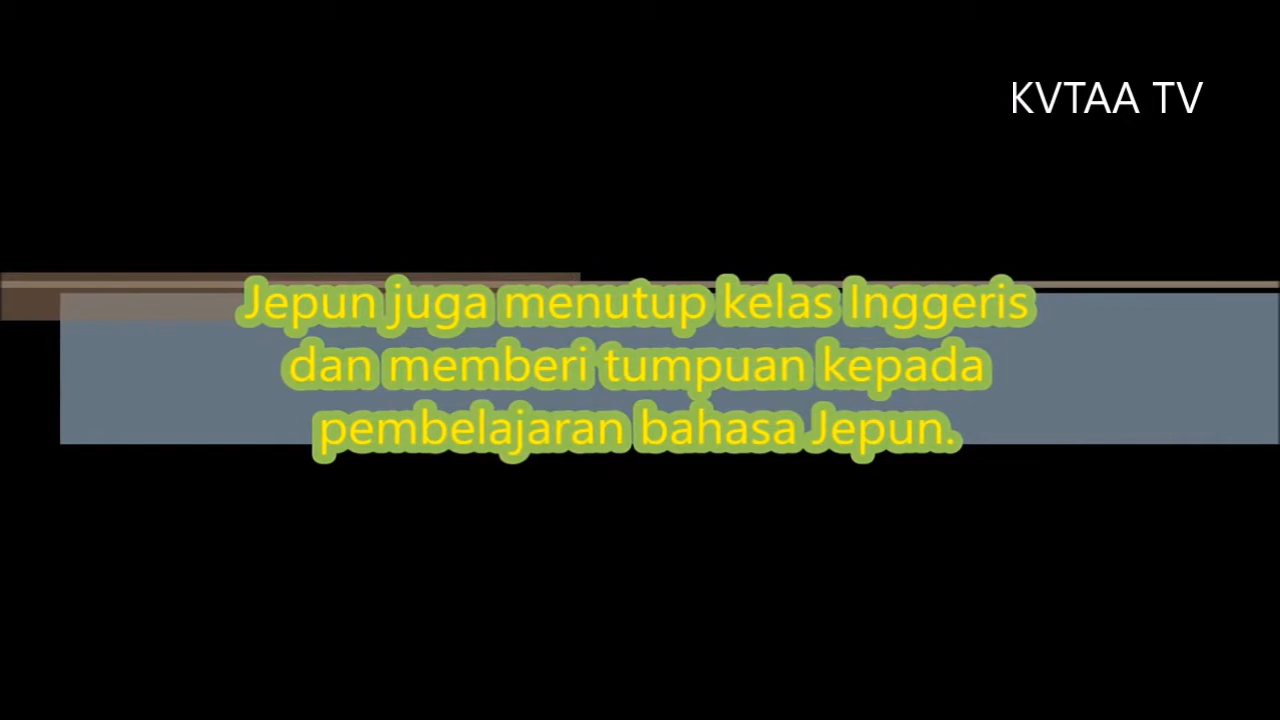 KVTAA TV
Jepun juga menutup kelas Inggeris
dan memberi tumpuan kepada
pembelajaran bahasa Jepun.